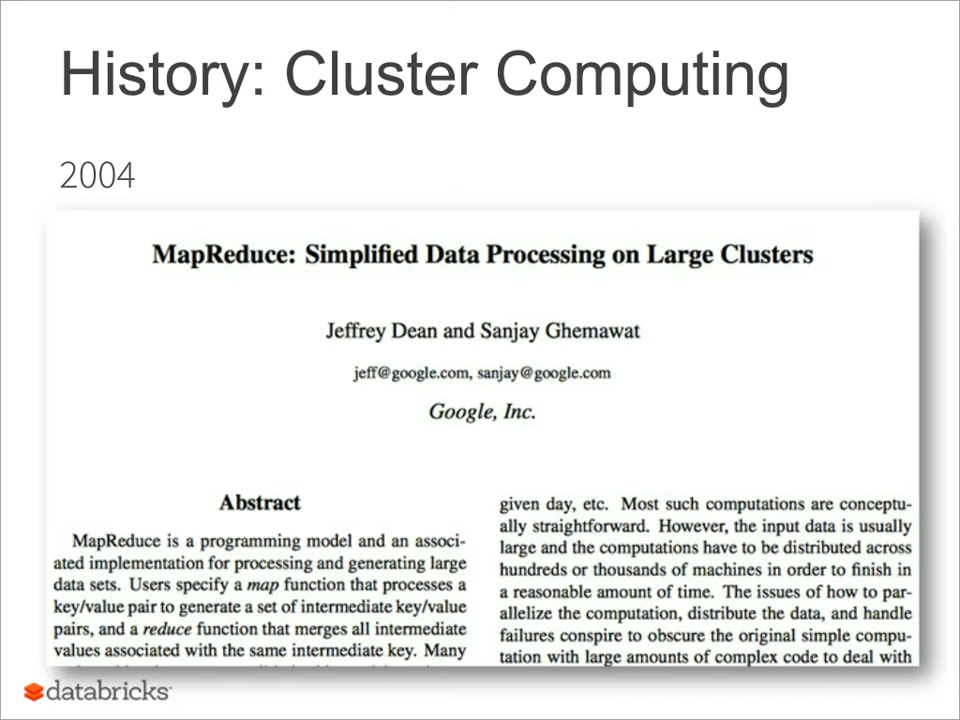 History: Cluster Computing
2004
MapReduce: Simplified Data Processing on Large Clusters
Jeffrey Dean and Sanjay Ghemawat
jeff@google.com, sanjay@google.com
Google, Inc.
Abstract
MapReduce is a programming model and an associ-
ated implementation for processing and generating large
data sets. Users specify a map function that processes a
key/value pair to generate a set of intermediate key/value
pairs, and a reduce function that merges all intermediate
values associated with the same intermediate key. Many
given day, etc. Most such computations are conceptu-
ally straightforward. However, the input data is usually
large and the computations have to be distributed across
hundreds or thousands of machines in order to finish in
a reasonable amount of time. The issues of how to par-
allelize the computation, distribute the data, and handle
failures conspire to obscure the original simple compu-
tation with large amounts of complex code to deal with
databricks